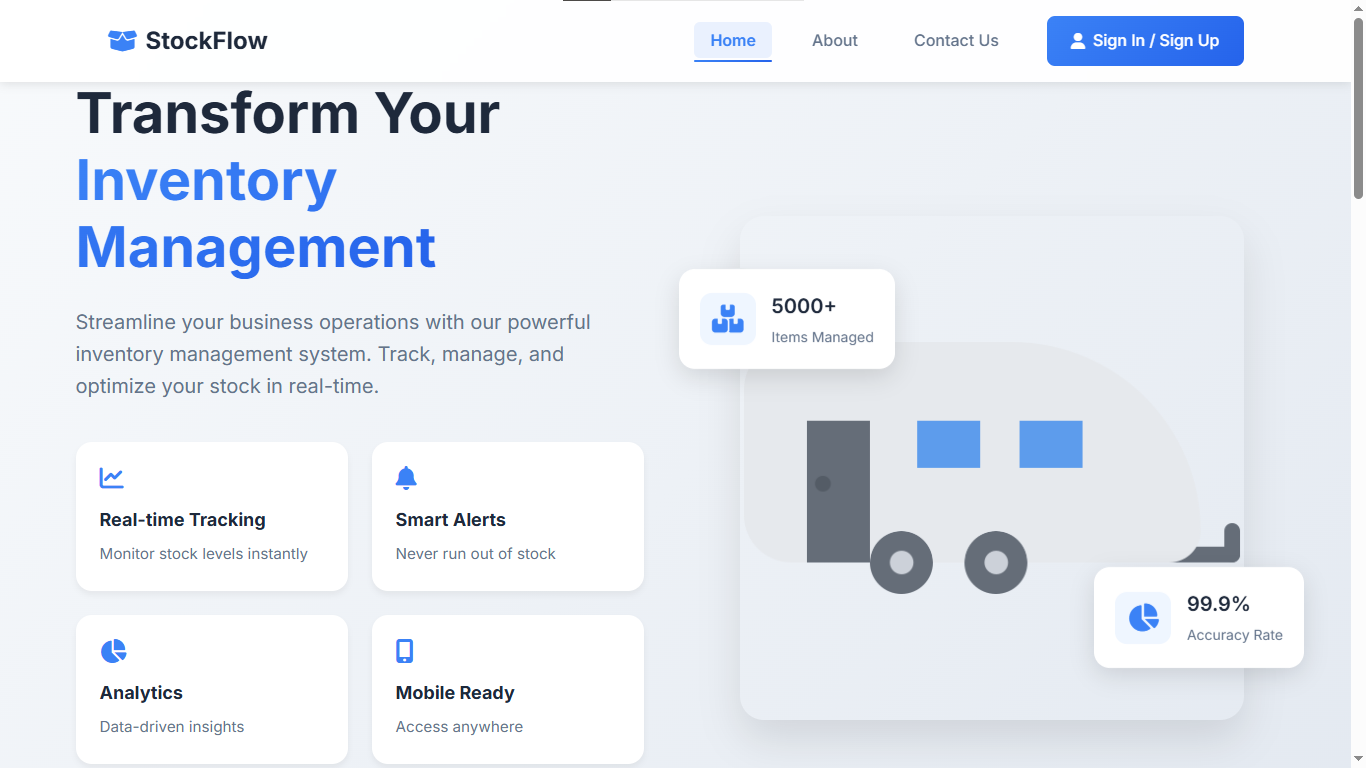 StockFlow
Home
About
Contact Us
Sign In / Sign Up
Transform Your
Inventory
Management
Streamline your business operations with our powerful
inventory management system. Track, manage, and
optimize your stock in real-time.
Real-time Tracking
Monitor stock levels instantly
Smart Alerts
Never run out of stock
Analytics
Data-driven insights
Mobile Ready
Access anywhere
5000+
Items Managed
99.9%
Accuracy Rate